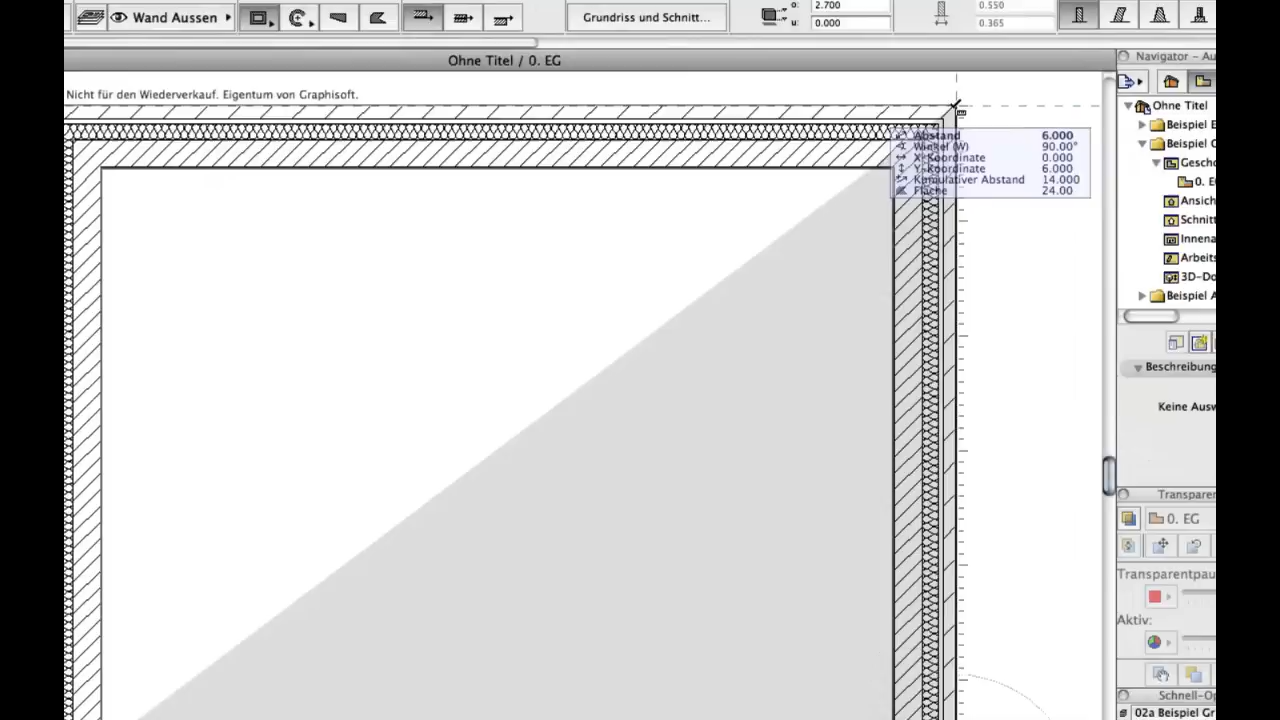 Wand Aussen
Grundriss und Schnitt...
o: 2.700
u: 0.000
0.550
0.365
Ohne Titel / 0. EG
Navigator - Au
Nicht für den Wiederverkauf. Eigentum von Graphisoft.
Ohne Titel
Beispiel E
Beispiel G
Gescho
0. E
Ansich
Schnitt
Innena
Arbeits
3D-Do
Beispiel A
Abstand 6.000
Winkel (W) 90.00°
X-Koordinate 0.000
Y-Koordinate 6.000
Kumulativer Abstand 14.000
Fläche 24.00
Beschreibung
Keine Ausw
Transparen
0. EG
Transparentpau
Aktiv:
Schnell-Op
02a Beispiel Gr